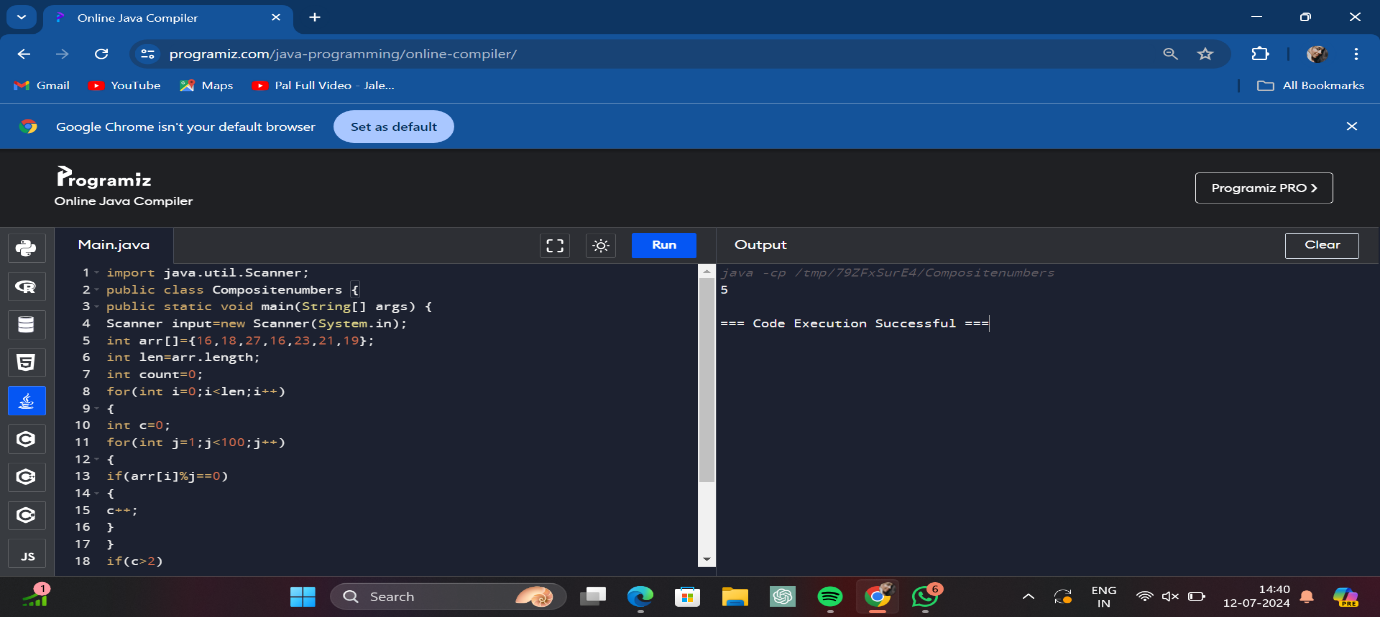 Online Java Compiler
programiz.com/java-programming/online-compiler/
Gmail YouTube Maps Pal Full Video - Jale... All Bookmarks
Google Chrome isn't your default browser Set as default
Programiz
Online Java Compiler
Programiz PRO >
Main.java Run Output Clear
1 import java.util.Scanner;
2 public class Compositenumbers {
3 public static void main(String[] args) {
4 Scanner input=new Scanner(System.in);
5 int arr[]={16,18,27,16,23,21,19};
6 int len=arr.length;
7 int count=0;
8 for(int i=0;i<len;i++)
9 {
10 int c=0;
11 for(int j=1;j<100;j++)
12 {
13 if(arr[i]%j==0)
14 {
15 c++;
16 }
17 }
18 if(c>2)
java -cp /tmp/79ZFxSurE4/Compositenumbers
5
=== Code Execution Successful ===
JS
1
Search
6
ENG
IN
14:40
12-07-2024
PRE